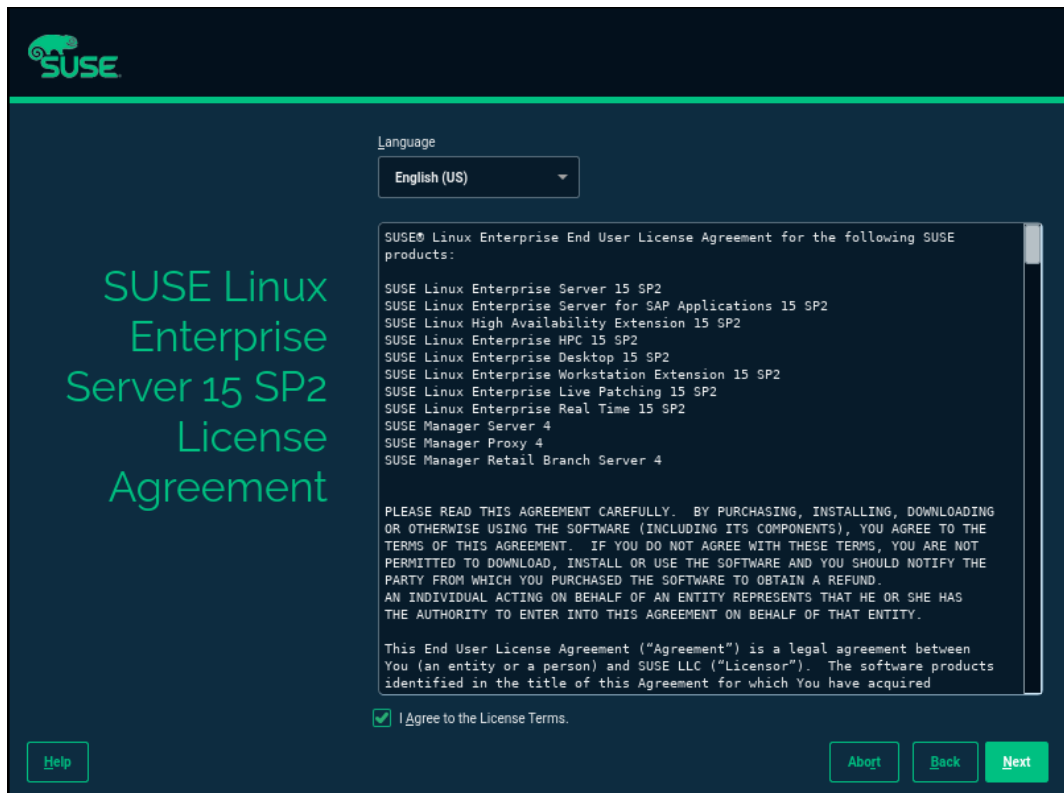 SUSE
Language
English (US)
SUSE Linux
Enterprise
Server 15 SP2
License
Agreement
SUSE® Linux Enterprise End User License Agreement for the following SUSE
products:
SUSE Linux Enterprise Server 15 SP2
SUSE Linux Enterprise Server for SAP Applications 15 SP2
SUSE Linux High Availability Extension 15 SP2
SUSE Linux Enterprise HPC 15 SP2
SUSE Linux Enterprise Desktop 15 SP2
SUSE Linux Enterprise Workstation Extension 15 SP2
SUSE Linux Enterprise Live Patching 15 SP2
SUSE Linux Enterprise Real Time 15 SP2
SUSE Manager Server 4
SUSE Manager Proxy 4
SUSE Manager Retail Branch Server 4
PLEASE READ THIS AGREEMENT CAREFULLY.  BY PURCHASING, INSTALLING, DOWNLOADING
OR OTHERWISE USING THE SOFTWARE (INCLUDING ITS COMPONENTS), YOU AGREE TO THE
TERMS OF THIS AGREEMENT.  IF YOU DO NOT AGREE WITH THESE TERMS, YOU ARE NOT
PERMITTED TO DOWNLOAD, INSTALL OR USE THE SOFTWARE AND YOU SHOULD NOTIFY THE
PARTY FROM WHICH YOU PURCHASED THE SOFTWARE TO OBTAIN A REFUND.
AN INDIVIDUAL ACTING ON BEHALF OF AN ENTITY REPRESENTS THAT HE OR SHE HAS
THE AUTHORITY TO ENTER INTO THIS AGREEMENT ON BEHALF OF THAT ENTITY.
This End User License Agreement (“Agreement”) is a legal agreement between
You (an entity or a person) and SUSE LLC (“Licensor”).  The software products
identified in the title of this Agreement for which You have acquired
I Agree to the License Terms.
Help
Abort
Back
Next